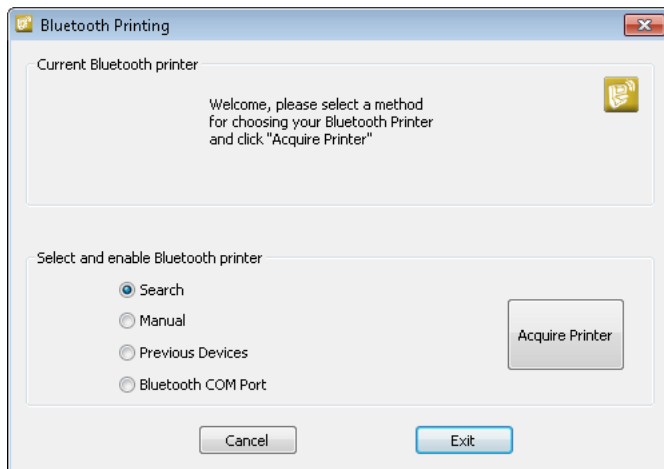 Bluetooth Printing
Current Bluetooth printer
Welcome, please select a method
for choosing your Bluetooth Printer
and click "Acquire Printer"
Select and enable Bluetooth printer
Search
Manual
Previous Devices
Bluetooth COM Port
Acquire Printer
Cancel
Exit